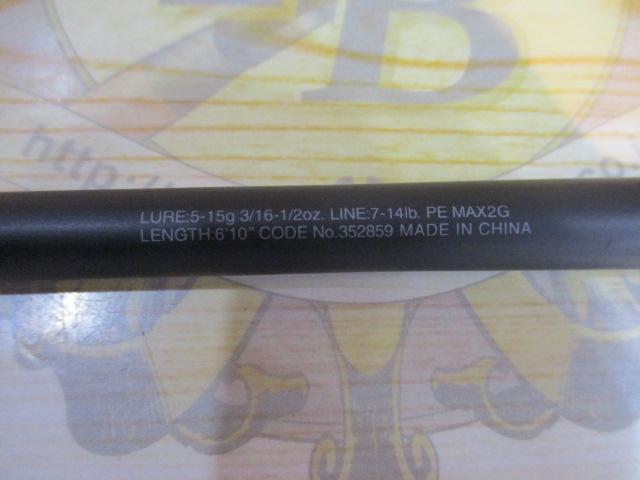 B
http:/
LURE:5-15g 3/16-1/2oz. LINE:7-14lb. PE MAX2G
LENGTH:6'10" CODE No.352859 MADE IN CHINA